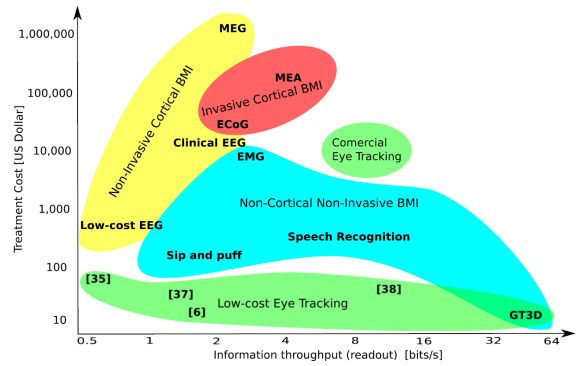 1,000,000
100,000
10,000
1,000
100
10
Treatment Cost [US Dollar]
MEG
Non-Invasive Cortical BMI
MEA
Invasive Cortical BMI
ECoG
Clinical EEG
EMG
Comercial
Eye Tracking
Non-Cortical Non-Invasive BMI
Low-cost EEG
Speech Recognition
Sip and puff
[35]
[37]
[38]
[6]
Low-cost Eye Tracking
GT3D
0.5 1 2 4 8 16 32 64
Information throughput (readout) [bits/s]